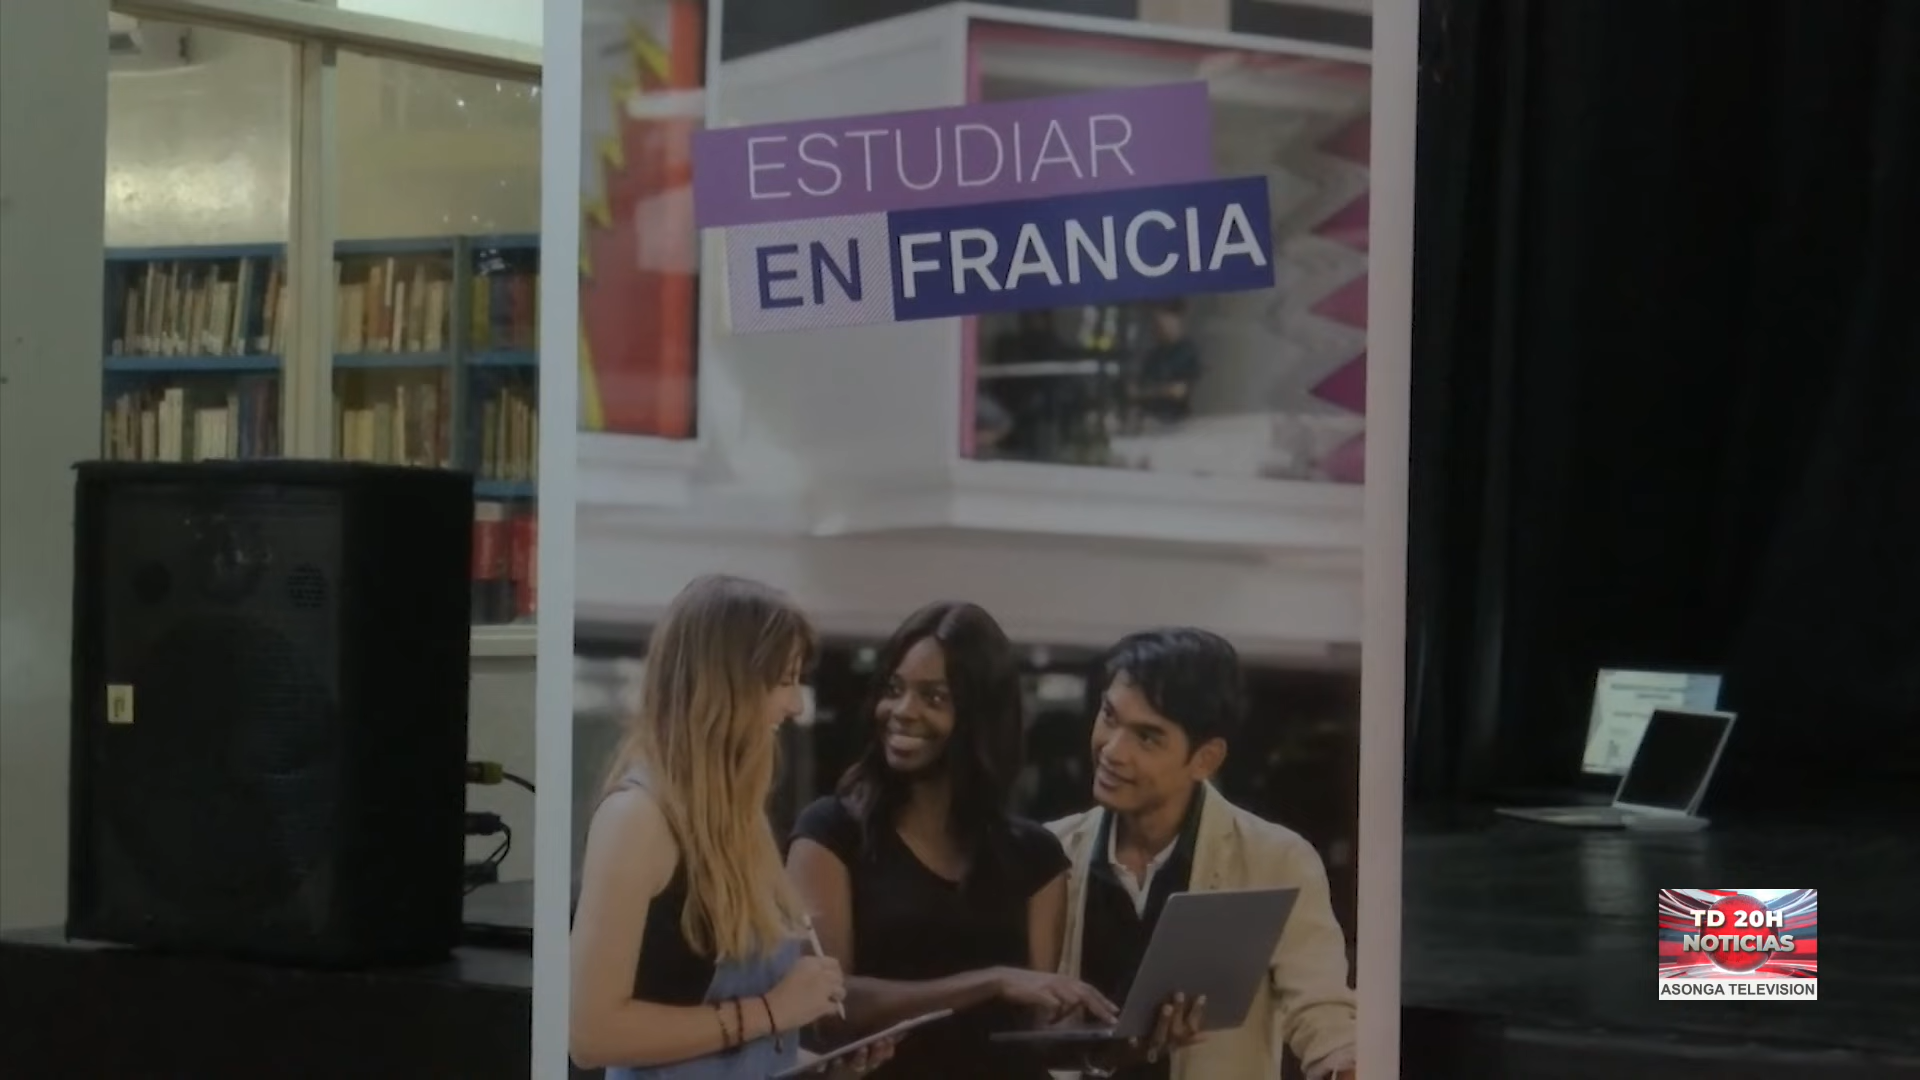 ESTUDIAR
EN FRANCIA
TD 20H
NOTICIAS
ASONGA TELEVISION